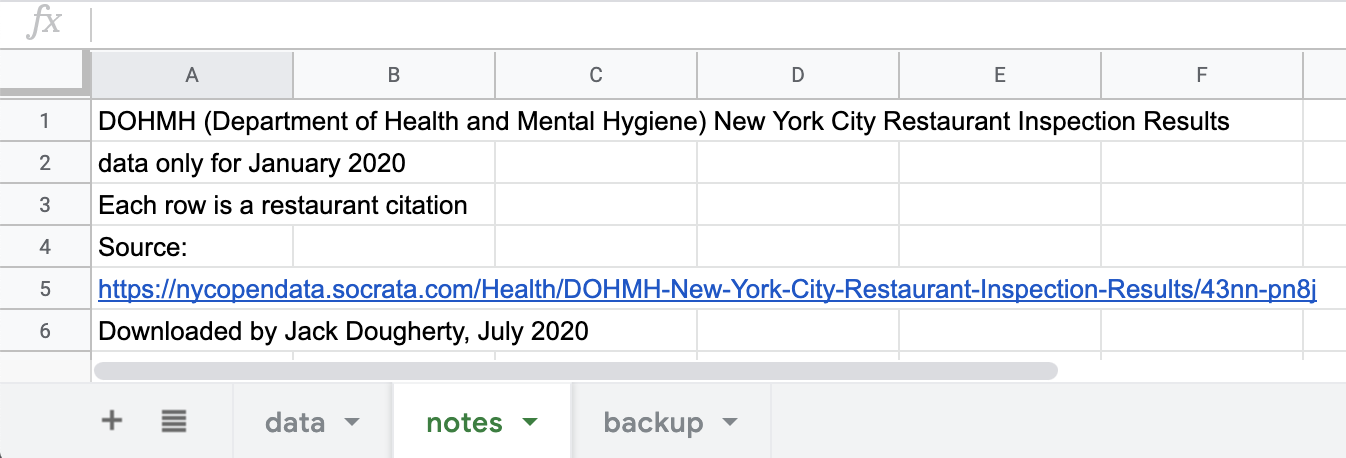 fx
A B C D E F
1 DOHMH (Department of Health and Mental Hygiene) New York City Restaurant Inspection Results
2 data only for January 2020
3 Each row is a restaurant citation
4 Source:
5 https://nycopendata.socrata.com/Health/DOHMH-New-York-City-Restaurant-Inspection-Results/43nn-pn8j
6 Downloaded by Jack Dougherty, July 2020
+ data notes backup